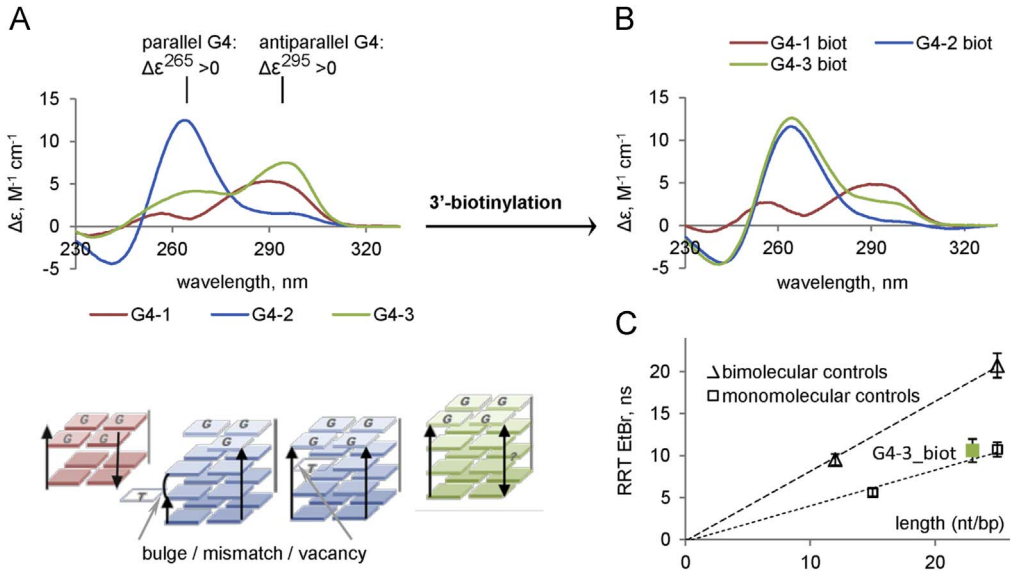 A
parallel G4:
Δε265 >0
antiparallel G4:
Δε295 >0
15
10
5
0
-5
Δε, M-1 cm-1
230
260
290
320
wavelength, nm
G4-1
G4-2
G4-3
3’-biotinylation
B
G4-1 biot
G4-2 biot
G4-3 biot
15
10
5
0
-5
Δε, M-1 cm-1
230
260
290
320
wavelength, nm
G G
G G
T
G G
G
G G
G
T
G G
G G
?
bulge / mismatch / vacancy
C
bimolecular controls
monomolecular controls
G4-3_biot
RRT EtBr, ns
20
15
10
5
0
length (nt/bp)
0
10
20